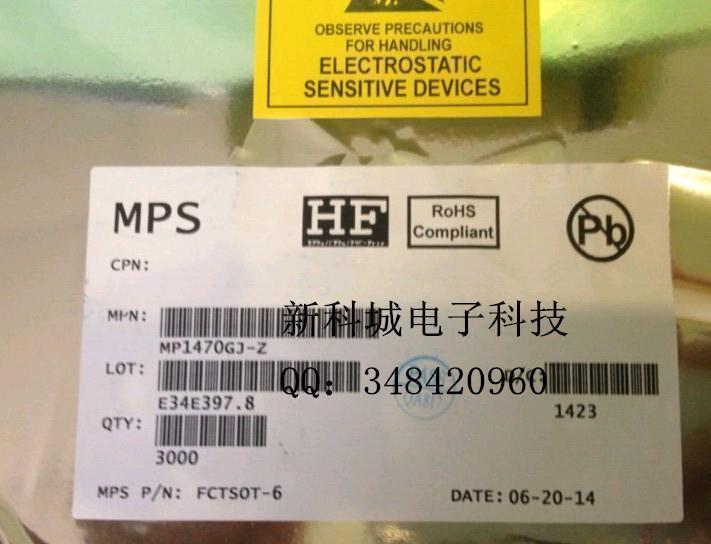 OBSERVE PRECAUTIONS
FOR HANDLING
ELECTROSTATIC
SENSITIVE DEVICES
MPS
HF
RoHS
Compliant
Pb
CPN:
MPN:
MP1470GJ-Z
新科城电子科技
LOT:
E34E397.8
QQ: 348420960
1423
QTY:
3000
MPS P/N: FCTSOT-6
DATE: 06-20-14